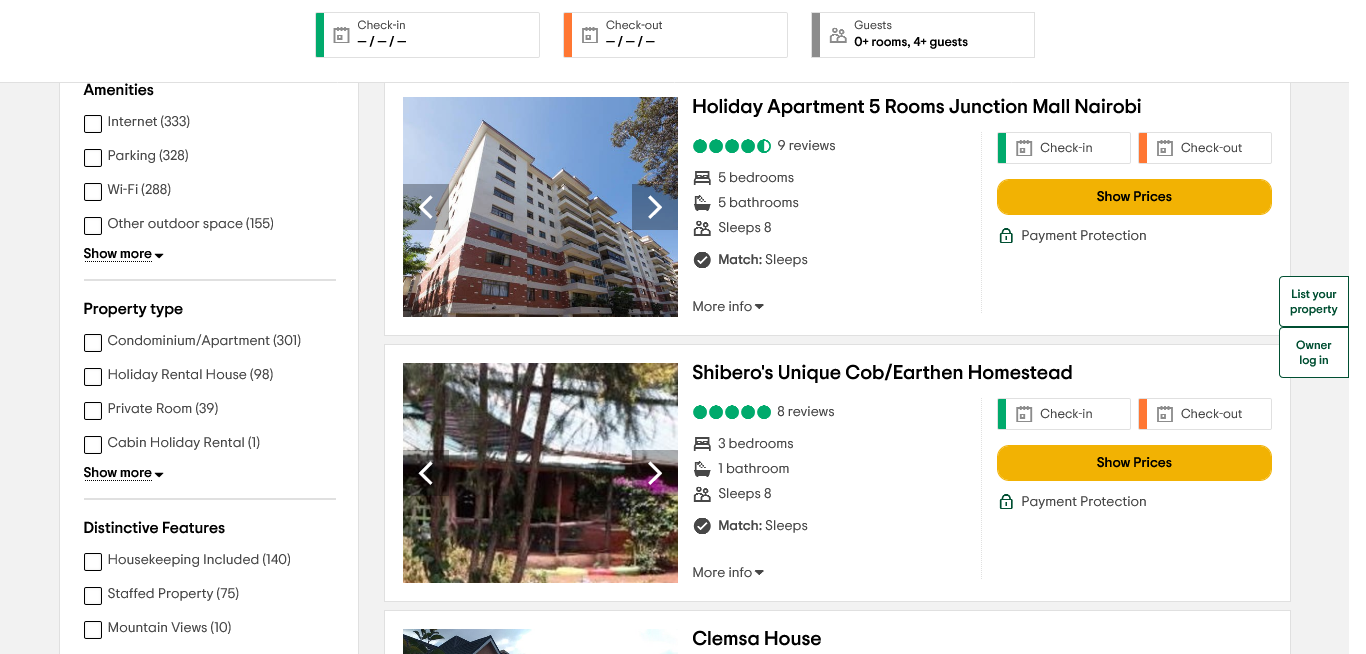 Check-in
– / – / –
Check-out
– / – / –
Guests
0+ rooms, 4+ guests
Amenities
Internet (333)
Parking (328)
Wi-Fi (288)
Other outdoor space (155)
Show more
Property type
Condominium/Apartment (301)
Holiday Rental House (98)
Private Room (39)
Cabin Holiday Rental (1)
Show more
Distinctive Features
Housekeeping Included (140)
Staffed Property (75)
Mountain Views (10)
Holiday Apartment 5 Rooms Junction Mall Nairobi
9 reviews
5 bedrooms
5 bathrooms
Sleeps 8
Match: Sleeps
More info
Check-in
Check-out
Show Prices
Payment Protection
Shibero's Unique Cob/Earthen Homestead
8 reviews
3 bedrooms
1 bathroom
Sleeps 8
Match: Sleeps
More info
Check-in
Check-out
Show Prices
Payment Protection
Clemsa House
List your
property
Owner
log in